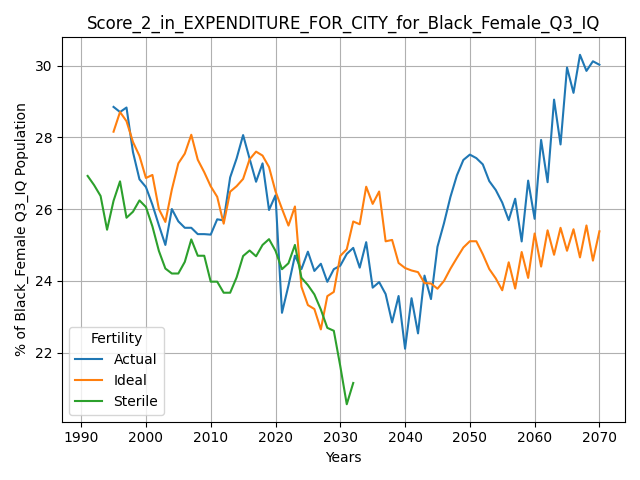 Score_2_in_EXPENDITURE_FOR_CITY_for_Black_Female_Q3_IQ
% of Black_Female Q3_IQ Population
30
28
26
24
22
Fertility
Actual
Ideal
Sterile
1990 2000 2010 2020 2030 2040 2050 2060 2070
Years